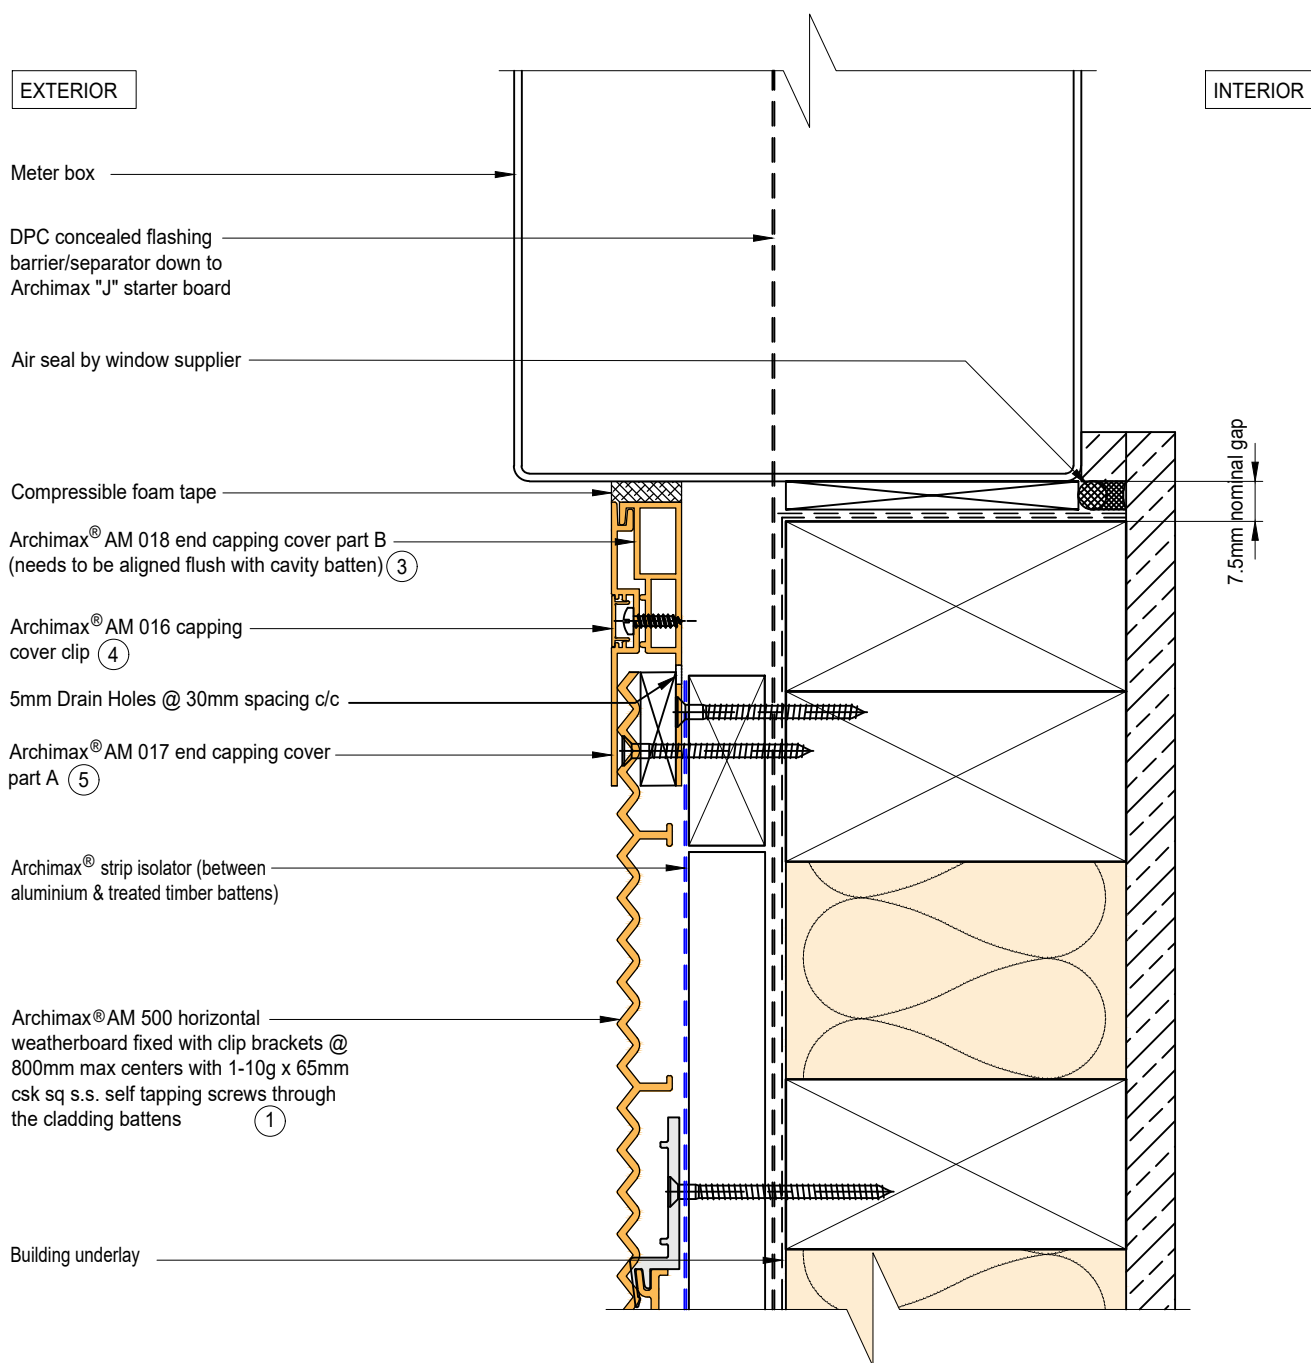 EXTERIOR
INTERIOR
Meter box
DPC concealed flashing
barrier/separator down to
Archimax "J" starter board
Air seal by window supplier
7.5mm nominal gap
Compressible foam tape
Archimax® AM 018 end capping cover part B
(needs to be aligned flush with cavity batten) 3
Archimax® AM 016 capping
cover clip 4
5mm Drain Holes @ 30mm spacing c/c
Archimax® AM 017 end capping cover
part A 5
Archimax® strip isolator (between
aluminium & treated timber battens)
Archimax® AM 500 horizontal
weatherboard fixed with clip brackets @
800mm max centers with 1-10g x 65mm
csk sq s.s. self tapping screws through
the cladding battens 1
Building underlay